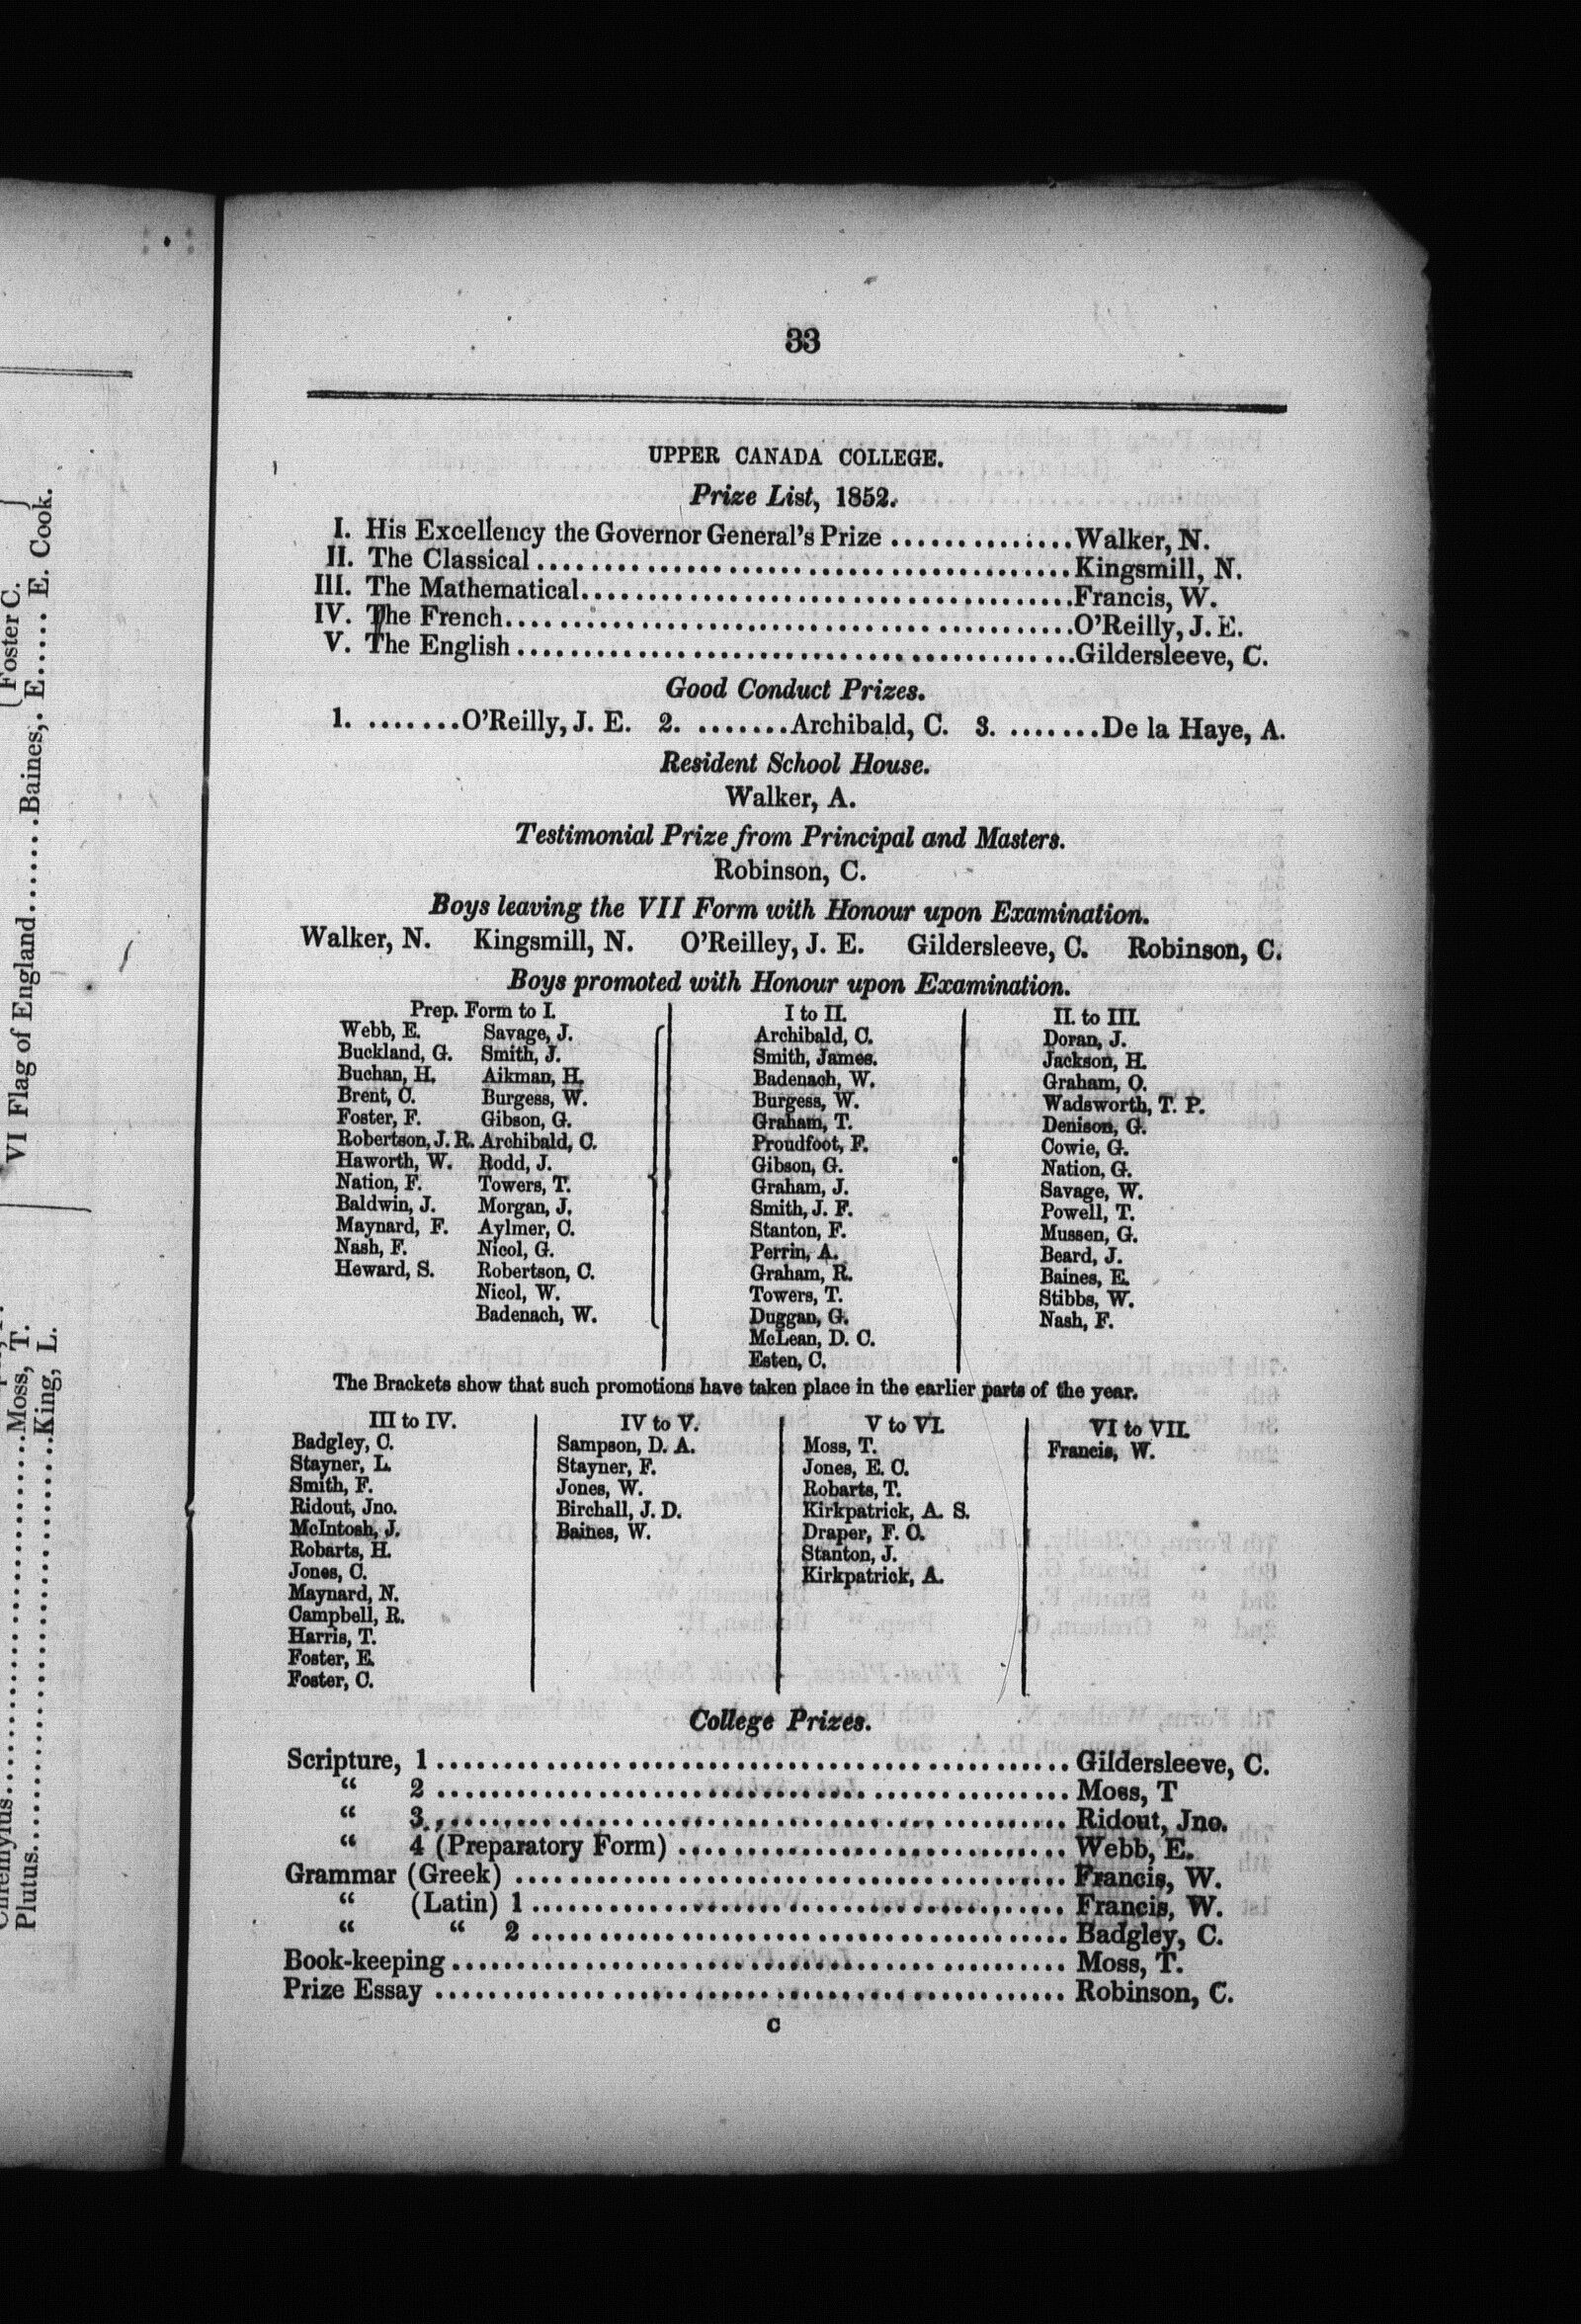 33
UPPER CANADA COLLEGE.
Prize List, 1852.
I. His Excellency the Governor General's Prize ..............Walker, N.
II. The Classical ........................................Kingsmill, N.
III. The Mathematical.....................................Francis, W.
IV. The French...........................................O'Reilly, J. E.
V. The English ..........................................Gildersleeve, C.
Good Conduct Prizes.
1. .......O'Reilly, J. E. 2. .......Archibald, C. 3. .......De la Haye, A.
Resident School House.
Walker, A.
Testimonial Prize from Principal and Masters.
Robinson, C.
Boys leaving the VII Form with Honour upon Examination.
Walker, N. Kingsmill, N. O'Reilley, J. E. Gildersleeve, C. Robinson, C.
Boys promoted with Honour upon Examination.
Prep. Form to I.
Webb, E. Savage, J.
Buckland, G. Smith, J.
Buchan, H. Aikman, H.
Brent, C. Burgess, W.
Foster, F. Gibson, G.
Robertson, J. R. Archibald, C.
Haworth, W. Rodd, J.
Nation, F. Towers, T.
Baldwin, J. Morgan, J.
Maynard, F. Aylmer, C.
Nash, F. Nicol, G.
Heward, S. Robertson, C.
Nicol, W.
Badenach, W.
I to II.
Archibald, C.
Smith, James.
Badenach, W.
Burgess, W.
Graham, T.
Proudfoot, F.
Gibson, G.
Graham, J.
Smith, J. F.
Stanton, F.
Perrin, A.
Graham, R.
Towers, T.
Duggan, G.
McLean, D. C.
Esten, C.
II. to III.
Doran, J.
Jackson, H.
Graham, O.
Wadsworth, T. P.
Denison, G.
Cowie, G.
Nation, G.
Savage, W.
Powell, T.
Mussen, G.
Beard, J.
Baines, E.
Stibbs, W.
Nash, F.
The Brackets show that such promotions have taken place in the earlier parts of the year.
III to IV.
Badgley, C.
Stayner, L.
Smith, F.
Ridout, Jno.
McIntosh, J.
Robarts, H.
Jones, C.
Maynard, N.
Campbell, R.
Harris, T.
Foster, E.
Foster, C.
IV to V.
Sampson, D. A.
Stayner, F.
Jones, W.
Birchall, J. D.
Baines, W.
V to VI.
Moss, T.
Jones, E. C.
Robarts, T.
Kirkpatrick, A. S.
Draper, F. C.
Stanton, J.
Kirkpatrick, A.
VI to VII.
Francis, W.
College Prizes.
Scripture, 1 ................................................ Gildersleeve, C.
“ 2 ................................................ Moss, T
“ 3 ................................................ Ridout, Jno.
“ 4 (Preparatory Form) ............................. Webb, E.
Grammar (Greek) .......................................... Francis, W.
“ (Latin) 1 ........................................ Francis, W.
“ “ 2 ........................................ Badgley, C.
Book-keeping .............................................. Moss, T.
Prize Essay ................................................ Robinson, C.
C
Foster C.
VI Flag of England.......Baines,. E..... E. Cook.
Moss, T.
Plutus..............................King, L.